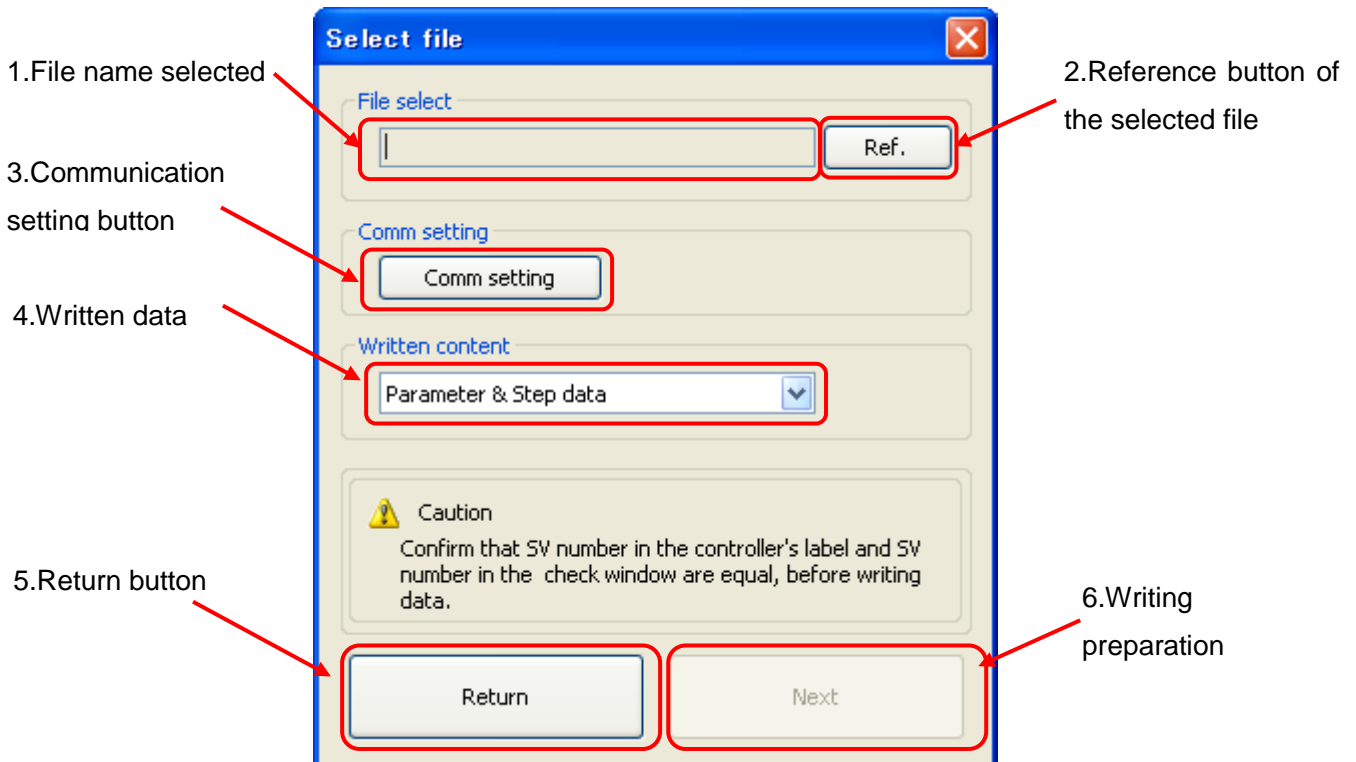 Select file
1.File name selected
2.Reference button of
the selected file
File select
Ref.
3.Communication
setting button
Comm setting
Comm setting
4.Written data
Written content
Parameter & Step data
Caution
Confirm that SV number in the controller's label and SV
number in the check window are equal, before writing
data.
5.Return button
6.Writing
preparation
Return
Next